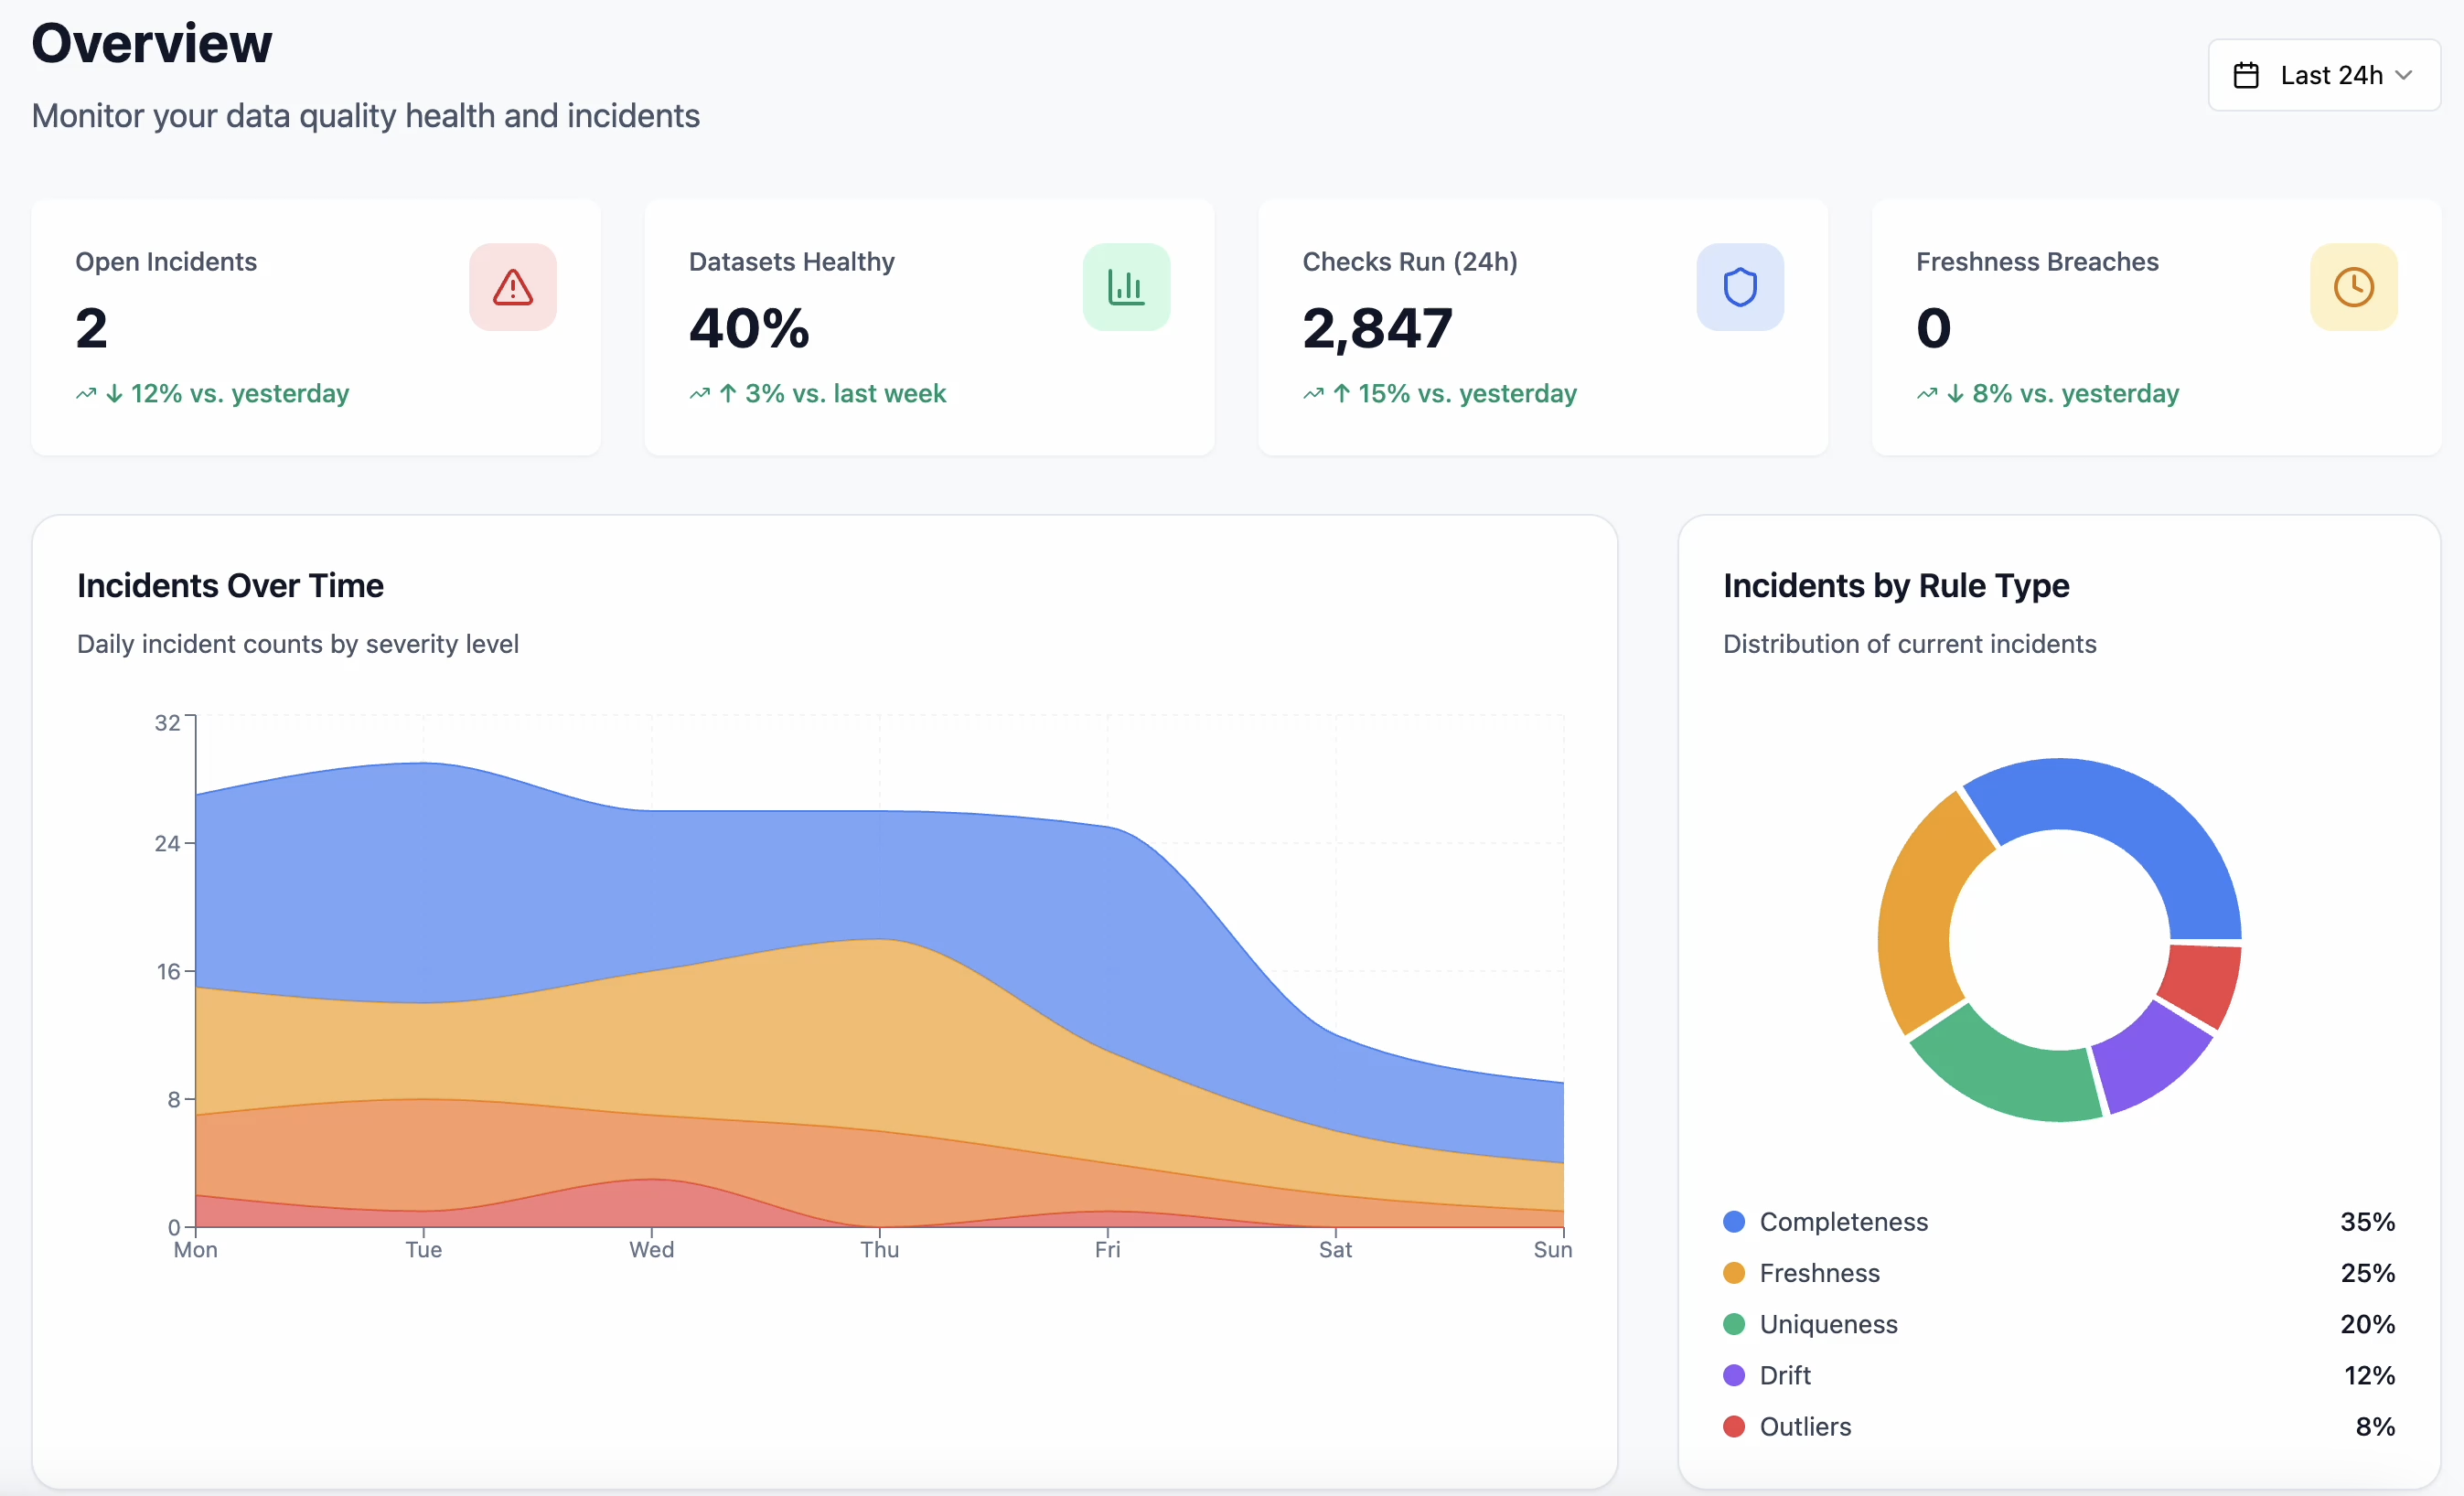 Overview
Monitor your data quality health and incidents
Last 24h
Open Incidents
2
↓ 12% vs. yesterday
Datasets Healthy
40%
↑ 3% vs. last week
Checks Run (24h)
2,847
↑ 15% vs. yesterday
Freshness Breaches
0
↓ 8% vs. yesterday
Incidents Over Time
Daily incident counts by severity level
32
24
16
8
0
Mon Tue Wed Thu Fri Sat Sun
Incidents by Rule Type
Distribution of current incidents
Completeness 35%
Freshness 25%
Uniqueness 20%
Drift 12%
Outliers 8%